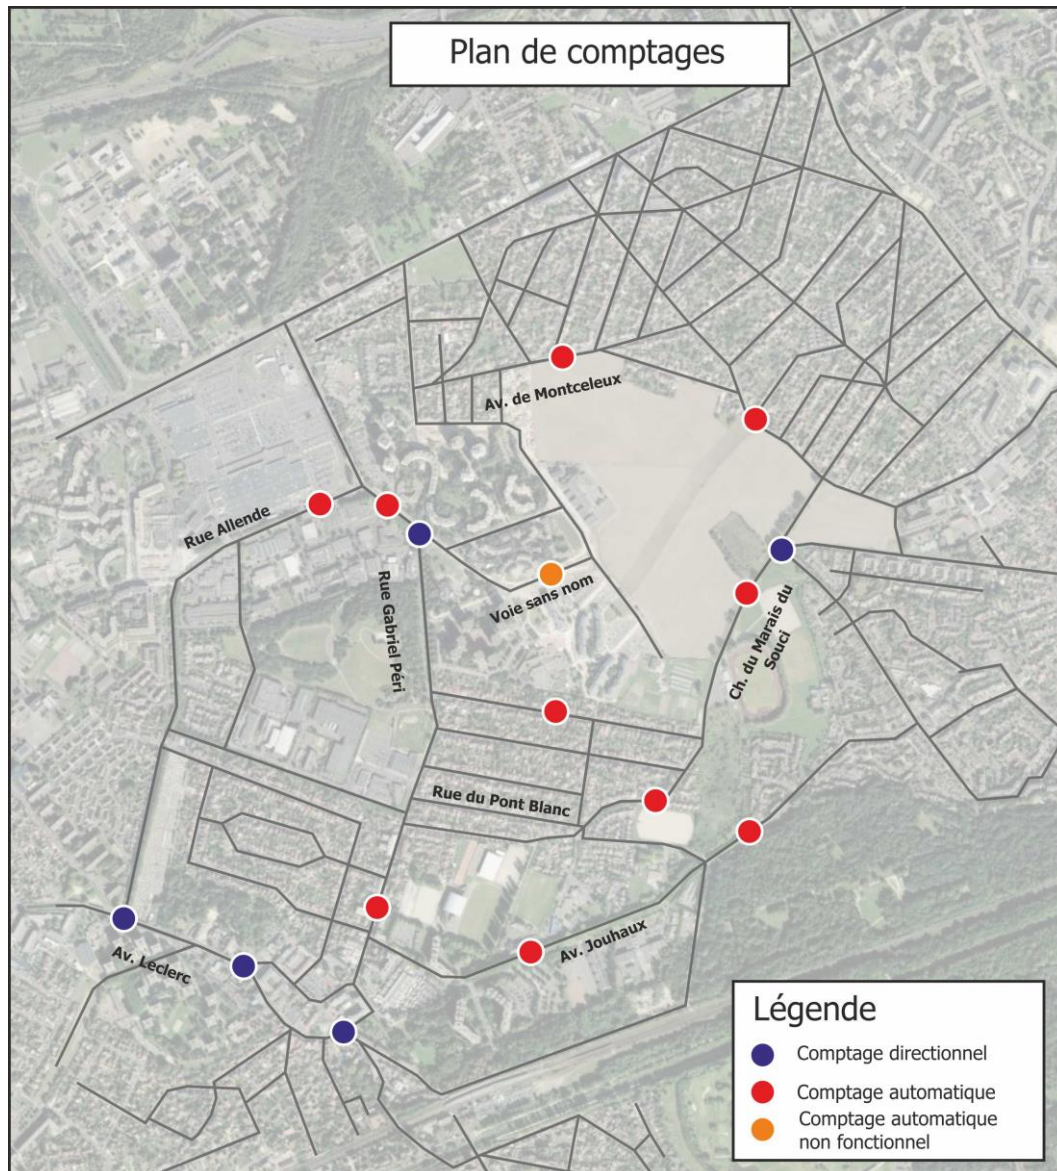 Plan de comptages
Av. de Montceleux
Rue Allende
Rue Gabriel Péri
Voie sans nom
Ch. du Marais du
Souci
Rue du Pont Blanc
Av. Jouhaux
Av. Leclerc
Légende
Comptage directionnel
Comptage automatique
Comptage automatique
non fonctionnel